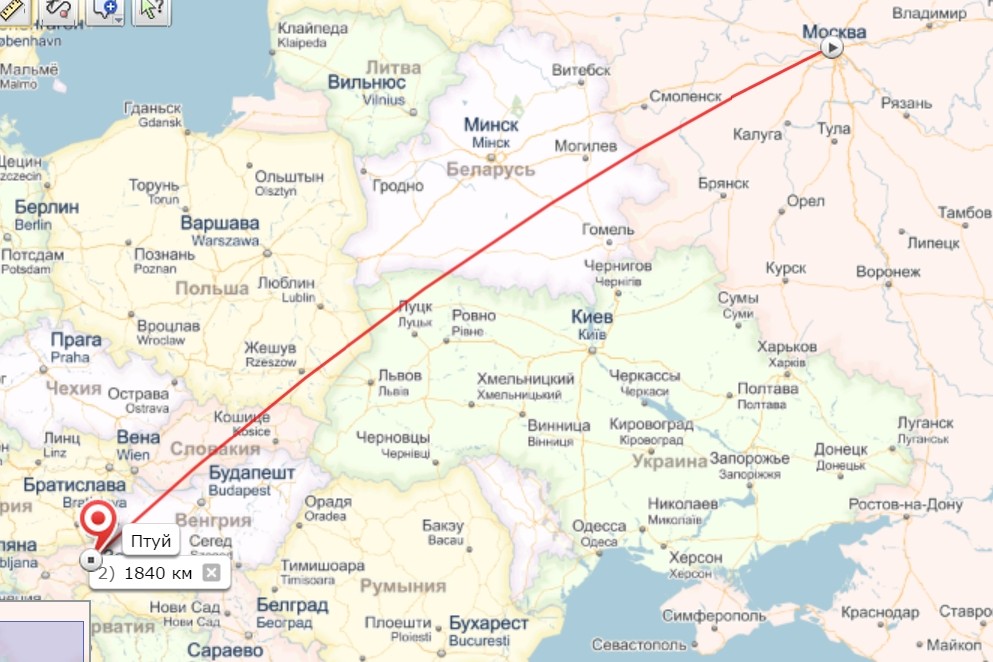 Владимир
Москва
øbenhavn
Клайпеда
Klaipeda
Мальмё
Malmo
Литва
Витебск
Вильнюс
Vilnius
Смоленск
Рязань
Гданьск
Gdansk
Минск
Мінск
Калуга
Тула
Могилев
Беларусь
Щецин
Ольштын
Olsztyn
Гродно
Торунь
Torun
Брянск
Орел
Тамбов
Берлин
Berlin
Варшава
Warszawa
Гомель
Липецк
Потсдам
Potsdam
Познань
Poznan
Чернигов
Чернігів
Курск
Воронеж
Польша
Люблин
Lublin
Сумы
Суми
Луцк
Луцьк
Ровно
Рівне
Киев
Київ
Вроцлав
Wroclaw
Прага
Praha
Жешув
Rzeszow
Харьков
Харків
Чехия
Острава
Ostrava
Львов
Львів
Хмельницкий
Хмельницький
Черкассы
Черкаси
Полтава
Полтава
Кошице
Kosice
Линц
Linz
Вена
Wien
Словакия
Черновцы
Чернівці
Винница
Вінниця
Кировоград
Кіровоград
Луганск
Луганськ
Украина
Запорожье
Запоріжжя
Донецк
Донецьк
Братислава
Будапешт
Budapest
Венгрия
Орадя
Oradea
Николаев
Миколаїв
Ростов-на-Дону
Птуй
Сегед
Бакэу
Bacau
Одесса
Одеса
2) 1840 км
Тимишоара
Timisoara
Херсон
Херсон
Румыния
Нови Сад
Нови Сад
Белград
Београд
Плоешти
Ploiesti
Бухарест
Bucuresti
Симферополь
Краснодар
Ставро
Севастополь
Майкоп
Сараево